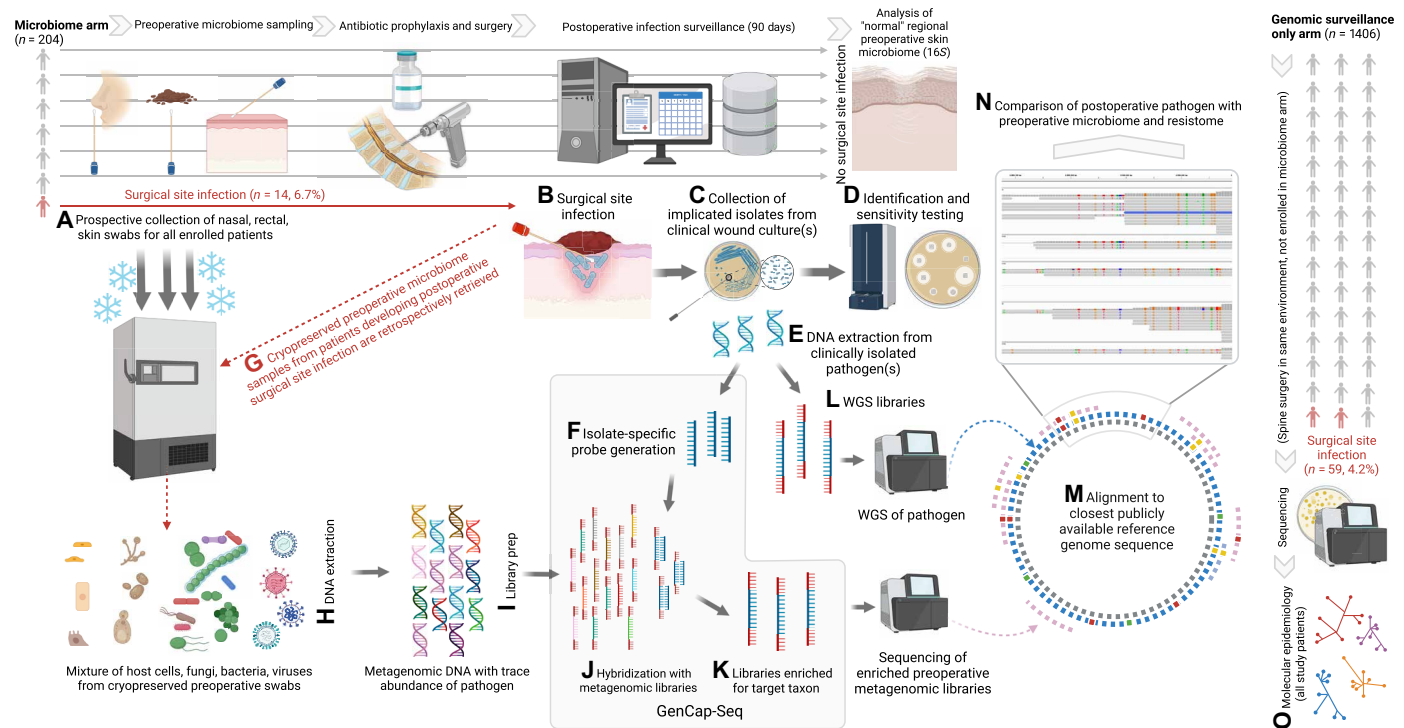 Microbiome arm
(n = 204)
Preoperative microbiome sampling
Antibiotic prophylaxis and surgery
Postoperative infection surveillance (90 days)
Analysis of
"normal" regional
preoperative skin
microbiome (16S)
No surgical site infection
Surgical site infection (n = 14, 6.7%)
A Prospective collection of nasal, rectal,
skin swabs for all enrolled patients
B Surgical site
infection
C Collection of
implicated isolates from
clinical wound culture(s)
D Identification and
sensitivity testing
E DNA extraction from
clinically isolated
pathogen(s)
F Isolate-specific
probe generation
G Cryopreserved preoperative microbiome
samples from patients developing postoperative
surgical site infection are retrospectively retrieved
Mixture of host cells, fungi, bacteria, viruses
from cryopreserved preoperative swabs
H DNA extraction
Metagenomic DNA with trace
abundance of pathogen
I Library prep
J Hybridization with
metagenomic libraries
K Libraries enriched
for target taxon
GenCap-Seq
L WGS libraries
WGS of pathogen
Sequencing of
enriched preoperative
metagenomic libraries
M Alignment to
closest publicly
available reference
genome sequence
N Comparison of postoperative pathogen with
preoperative microbiome and resistome
Genomic surveillance
only arm (n = 1406)
(Spine surgery in same environment, not enrolled in microbiome arm)
Surgical site
infection
(n = 59, 4.2%)
Sequencing
O Molecular epidemiology
(all study patients)